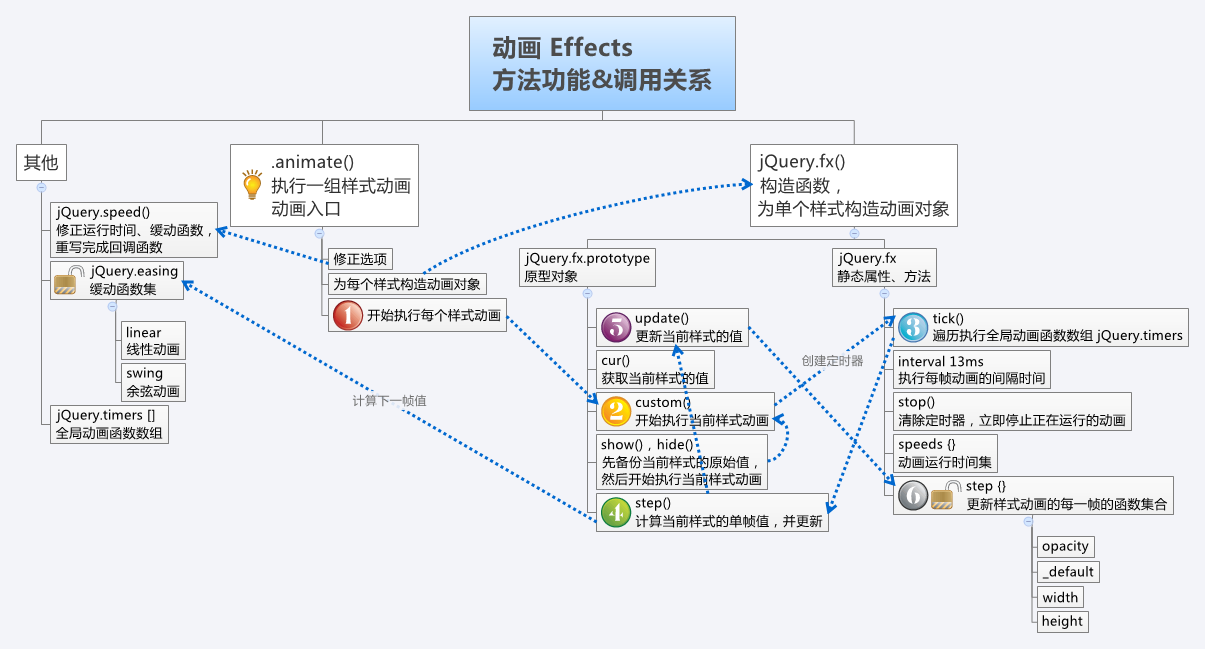 动画 Effects
方法功能&调用关系
其他
jQuery.speed()
修正运行时间、缓动函数，
重写完成回调函数
jQuery.easing
缓动函数集
linear
线性动画
swing
余弦动画
jQuery.timers []
全局动画函数数组
.animate()
执行一组样式动画
动画入口
修正选项
为每个样式构造动画对象
1 开始执行每个样式动画
计算下一帧值
jQuery.fx()
构造函数，
为单个样式构造动画对象
jQuery.fx.prototype
原型对象
5 update()
更新当前样式的值
cur()
获取当前样式的值
2 custom()
开始执行当前样式动画
show()，hide()
先备份当前样式的原始值，
然后开始执行当前样式动画
4 step()
计算当前样式的单帧值，并更新
创建定时器
jQuery.fx
静态属性、方法
3 tick()
遍历执行全局动画函数数组 jQuery.timers
interval 13ms
执行每帧动画的间隔时间
stop()
清除定时器，立即停止正在运行的动画
speeds {}
动画运行时间集
6 step {}
更新样式动画的每一帧的函数集合
opacity
_default
width
height